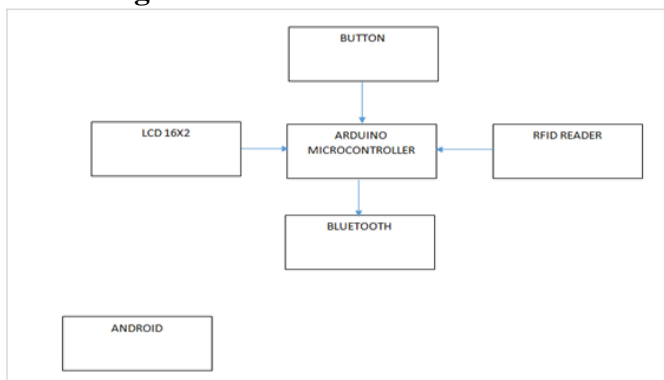 g
BUTTON
LCD 16X2
ARDUINO
MICROCONTROLLER
RFID READER
BLUETOOTH
ANDROID